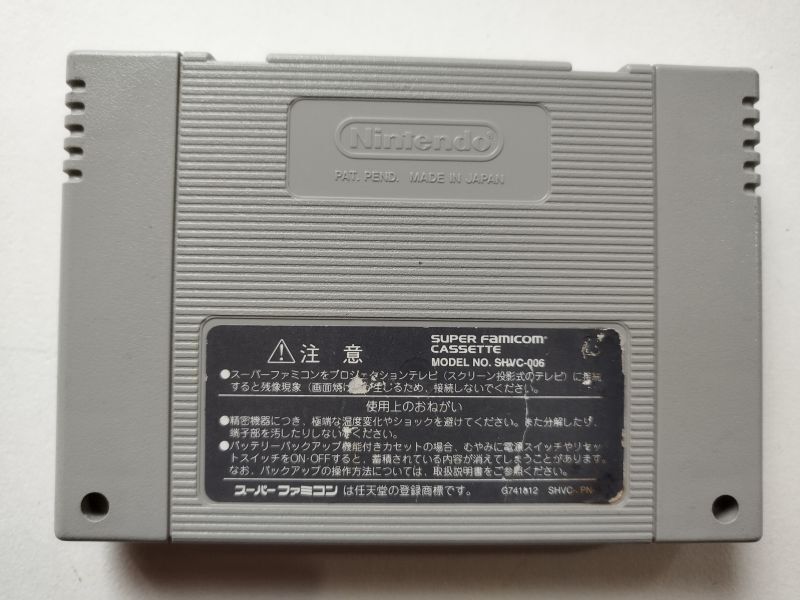 Nintendo®
PAT. PEND. MADE IN JAPAN
注 意
SUPER FAMICOM™
CASSETTE
MODEL NO. SHVC-006
●スーパーファミコンをプロジェクションテレビ(スクリーン投影式のテレビ)に接続
すると残像現象(画面焼け)が生じるため、接続しないでください。
使用上のおねがい
●精密機器につき、極端な温度変化やショックを避けてください。また分解したり、
端子部を汚したりしないでください。
●バッテリーバックアップ機能付きカセットの場合、むやみに電源スイッチやリセッ
トスイッチをON・OFFすると、蓄積されている内容が消えてしまうことがあります。
なお、バックアップの操作方法については、取扱説明書をご参照ください。
スーパーファミコン は任天堂の登録商標です。
G741812 SHVC- PN-